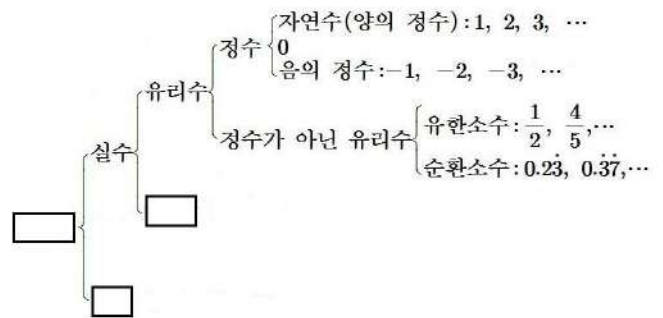 자연수(양의 정수) : 1, 2, 3, …
정수
0
음의 정수 : −1, −2, −3, …
유리수
유한소수 : 1/2, 4/5, …
정수가 아닌 유리수
실수
순환소수 : 0.23̇, 0.3̇7̇, …